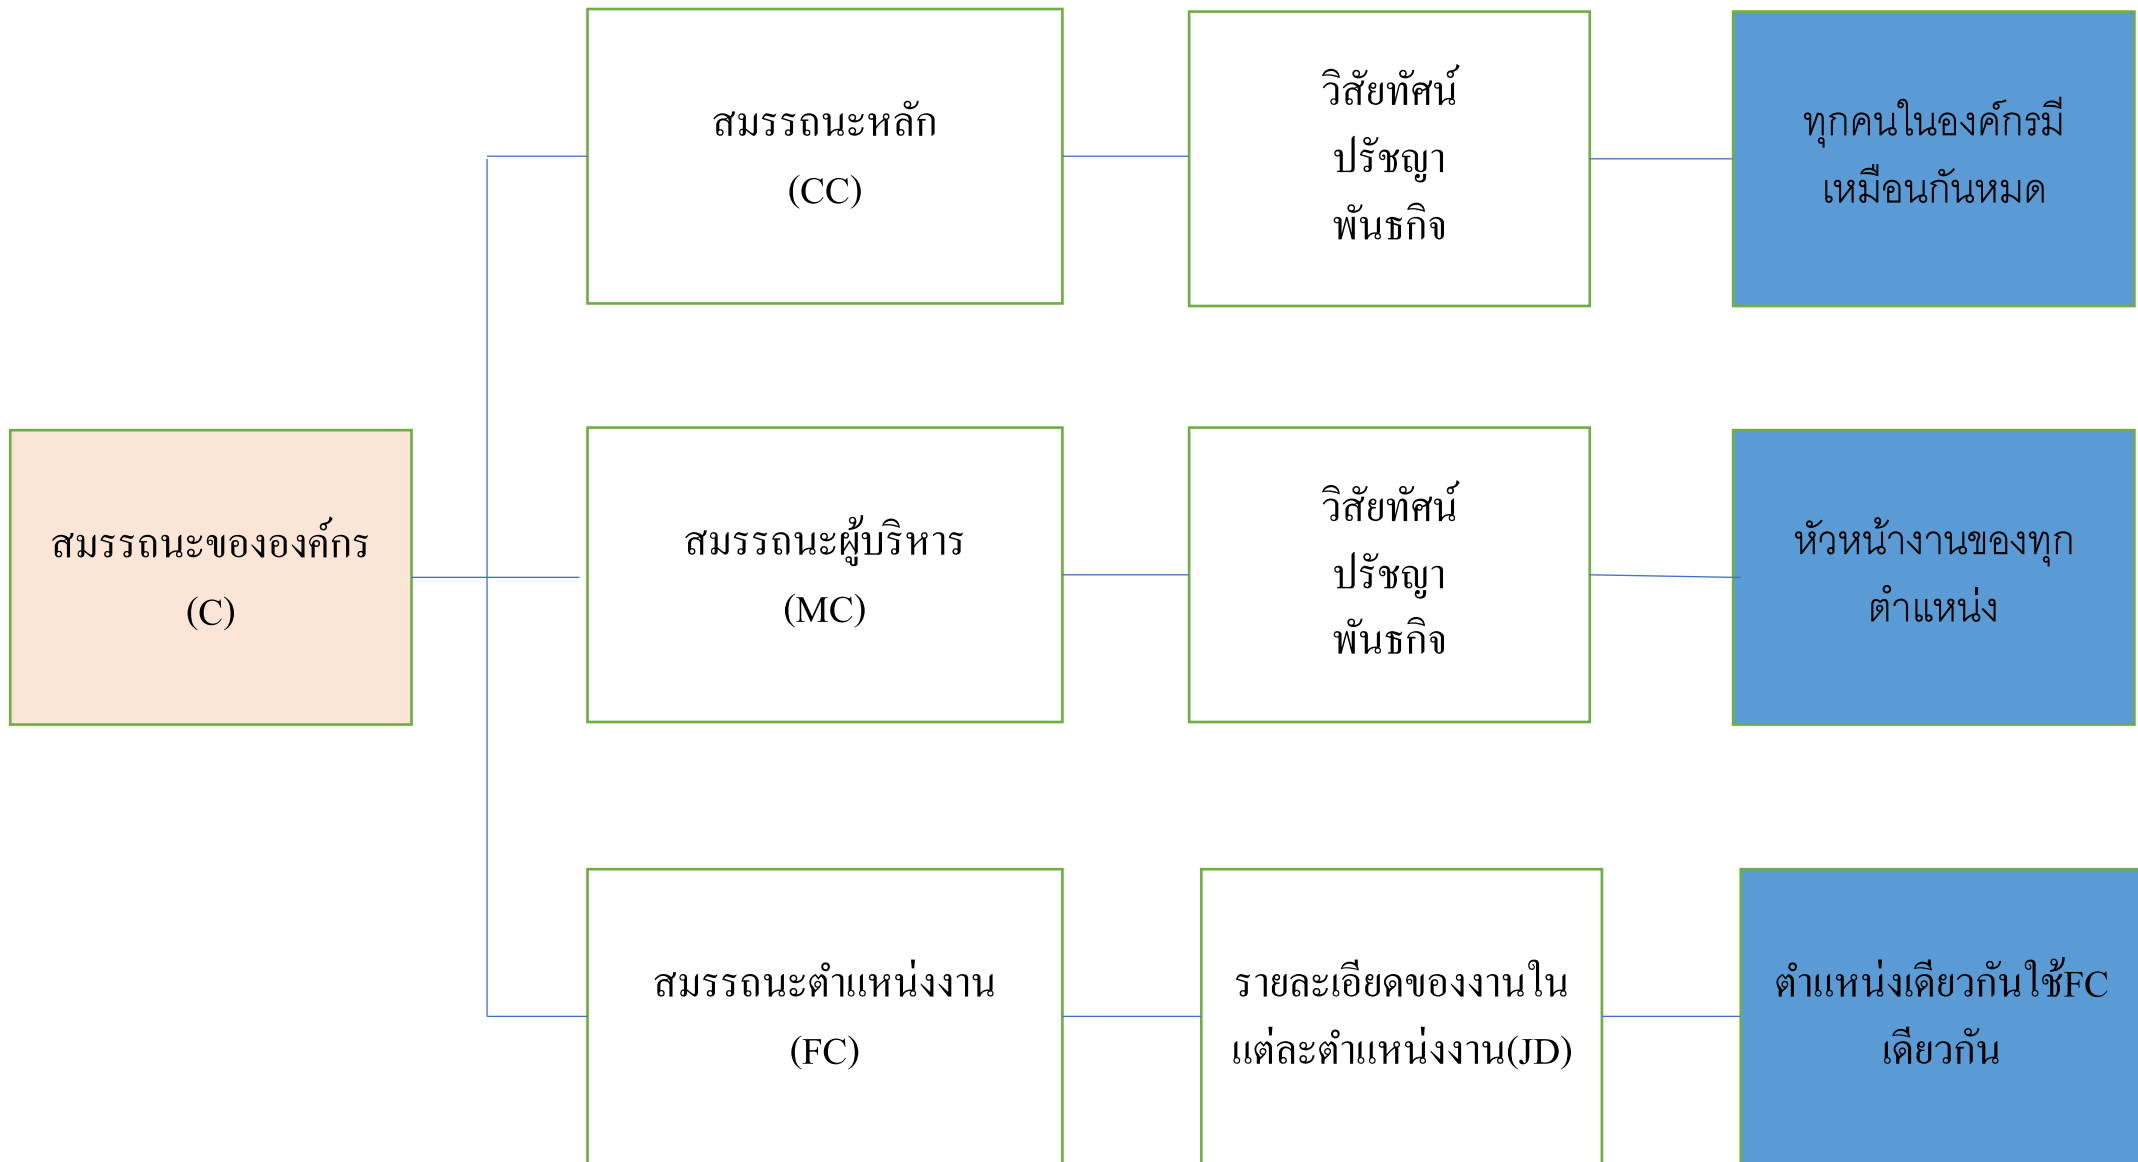 สมรรถนะหลัก
(CC)
วิสัยทัศน์
ปรัชญา
พันธกิจ
ทุกคนในองค์กรมี
เหมือนกันหมด
สมรรถนะขององค์กร
(C)
สมรรถนะผู้บริหาร
(MC)
วิสัยทัศน์
ปรัชญา
พันธกิจ
หัวหน้างานของทุก
ตำแหน่ง
สมรรถนะตำแหน่งงาน
(FC)
รายละเอียดของงานใน
แต่ละตำแหน่งงาน(JD)
ตำแหน่งเดียวกันใช้FC
เดียวกัน